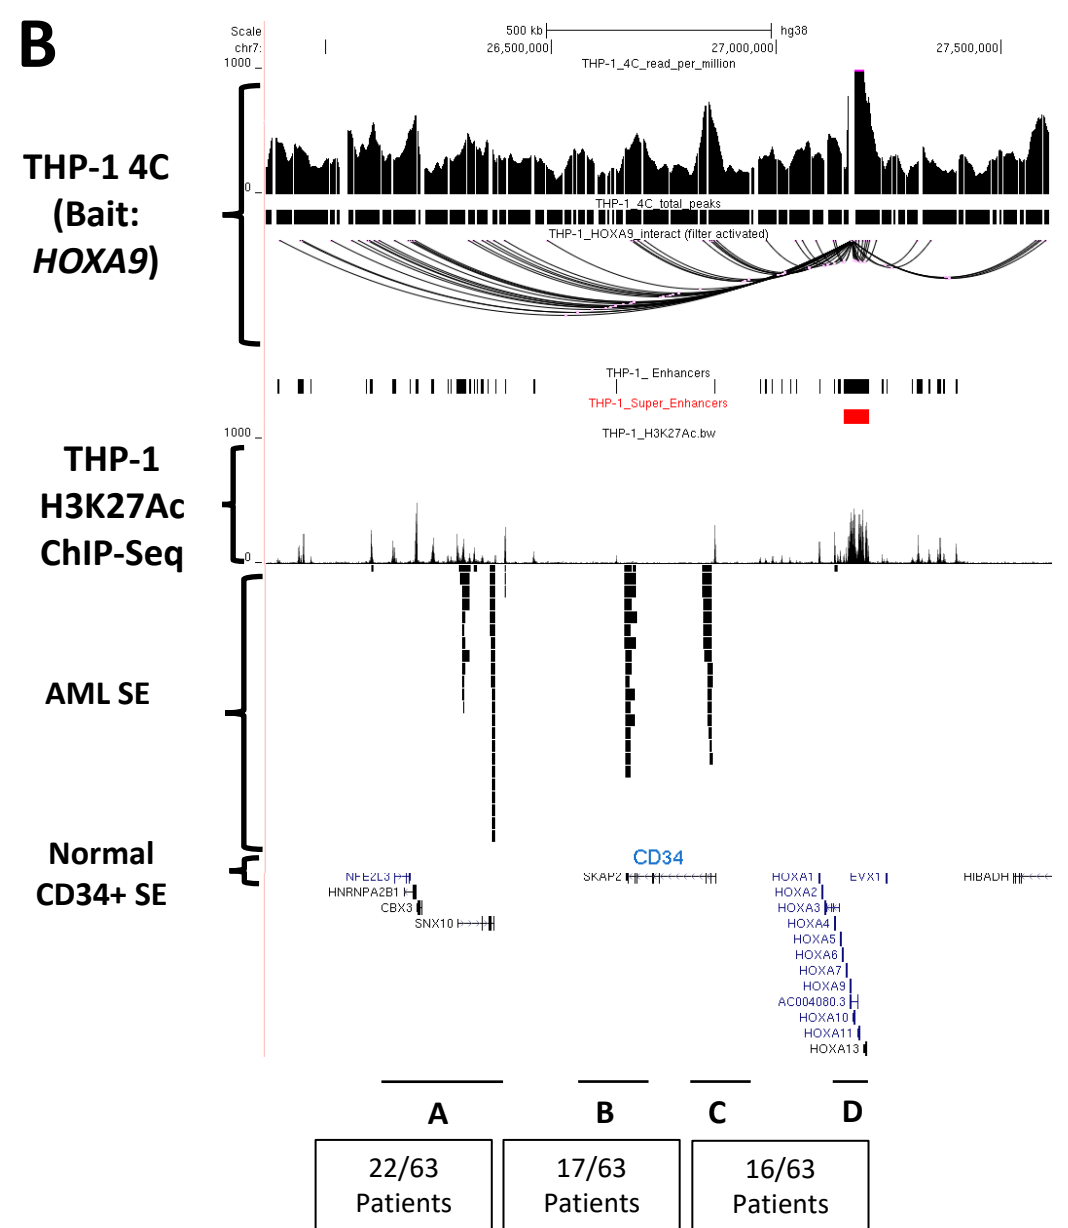 B
Scale
500 kb
hg38
chr7:
26,500,000
27,000,000
27,500,000
THP-1_4C_read_per_million
1000
0
THP-1 4C
(Bait:
HOXA9)
THP-1_4C_total_peaks
THP-1_HOXA9_interact (filter activated)
THP-1_ Enhancers
THP-1_Super_Enhancers
THP-1_H3K27Ac.bw
1000
0
THP-1
H3K27Ac
ChIP-Seq
AML SE
Normal
CD34+ SE
CD34
NFE2L3
SKAP2
HOXA1
EVX1
HIBADH
HNRNPA2B1
HOXA2
CBX3
HOXA3
SNX10
HOXA4
HOXA5
HOXA6
HOXA7
HOXA9
AC004080.3
HOXA10
HOXA11
HOXA13
A
B
C
D
22/63
Patients
17/63
Patients
16/63
Patients